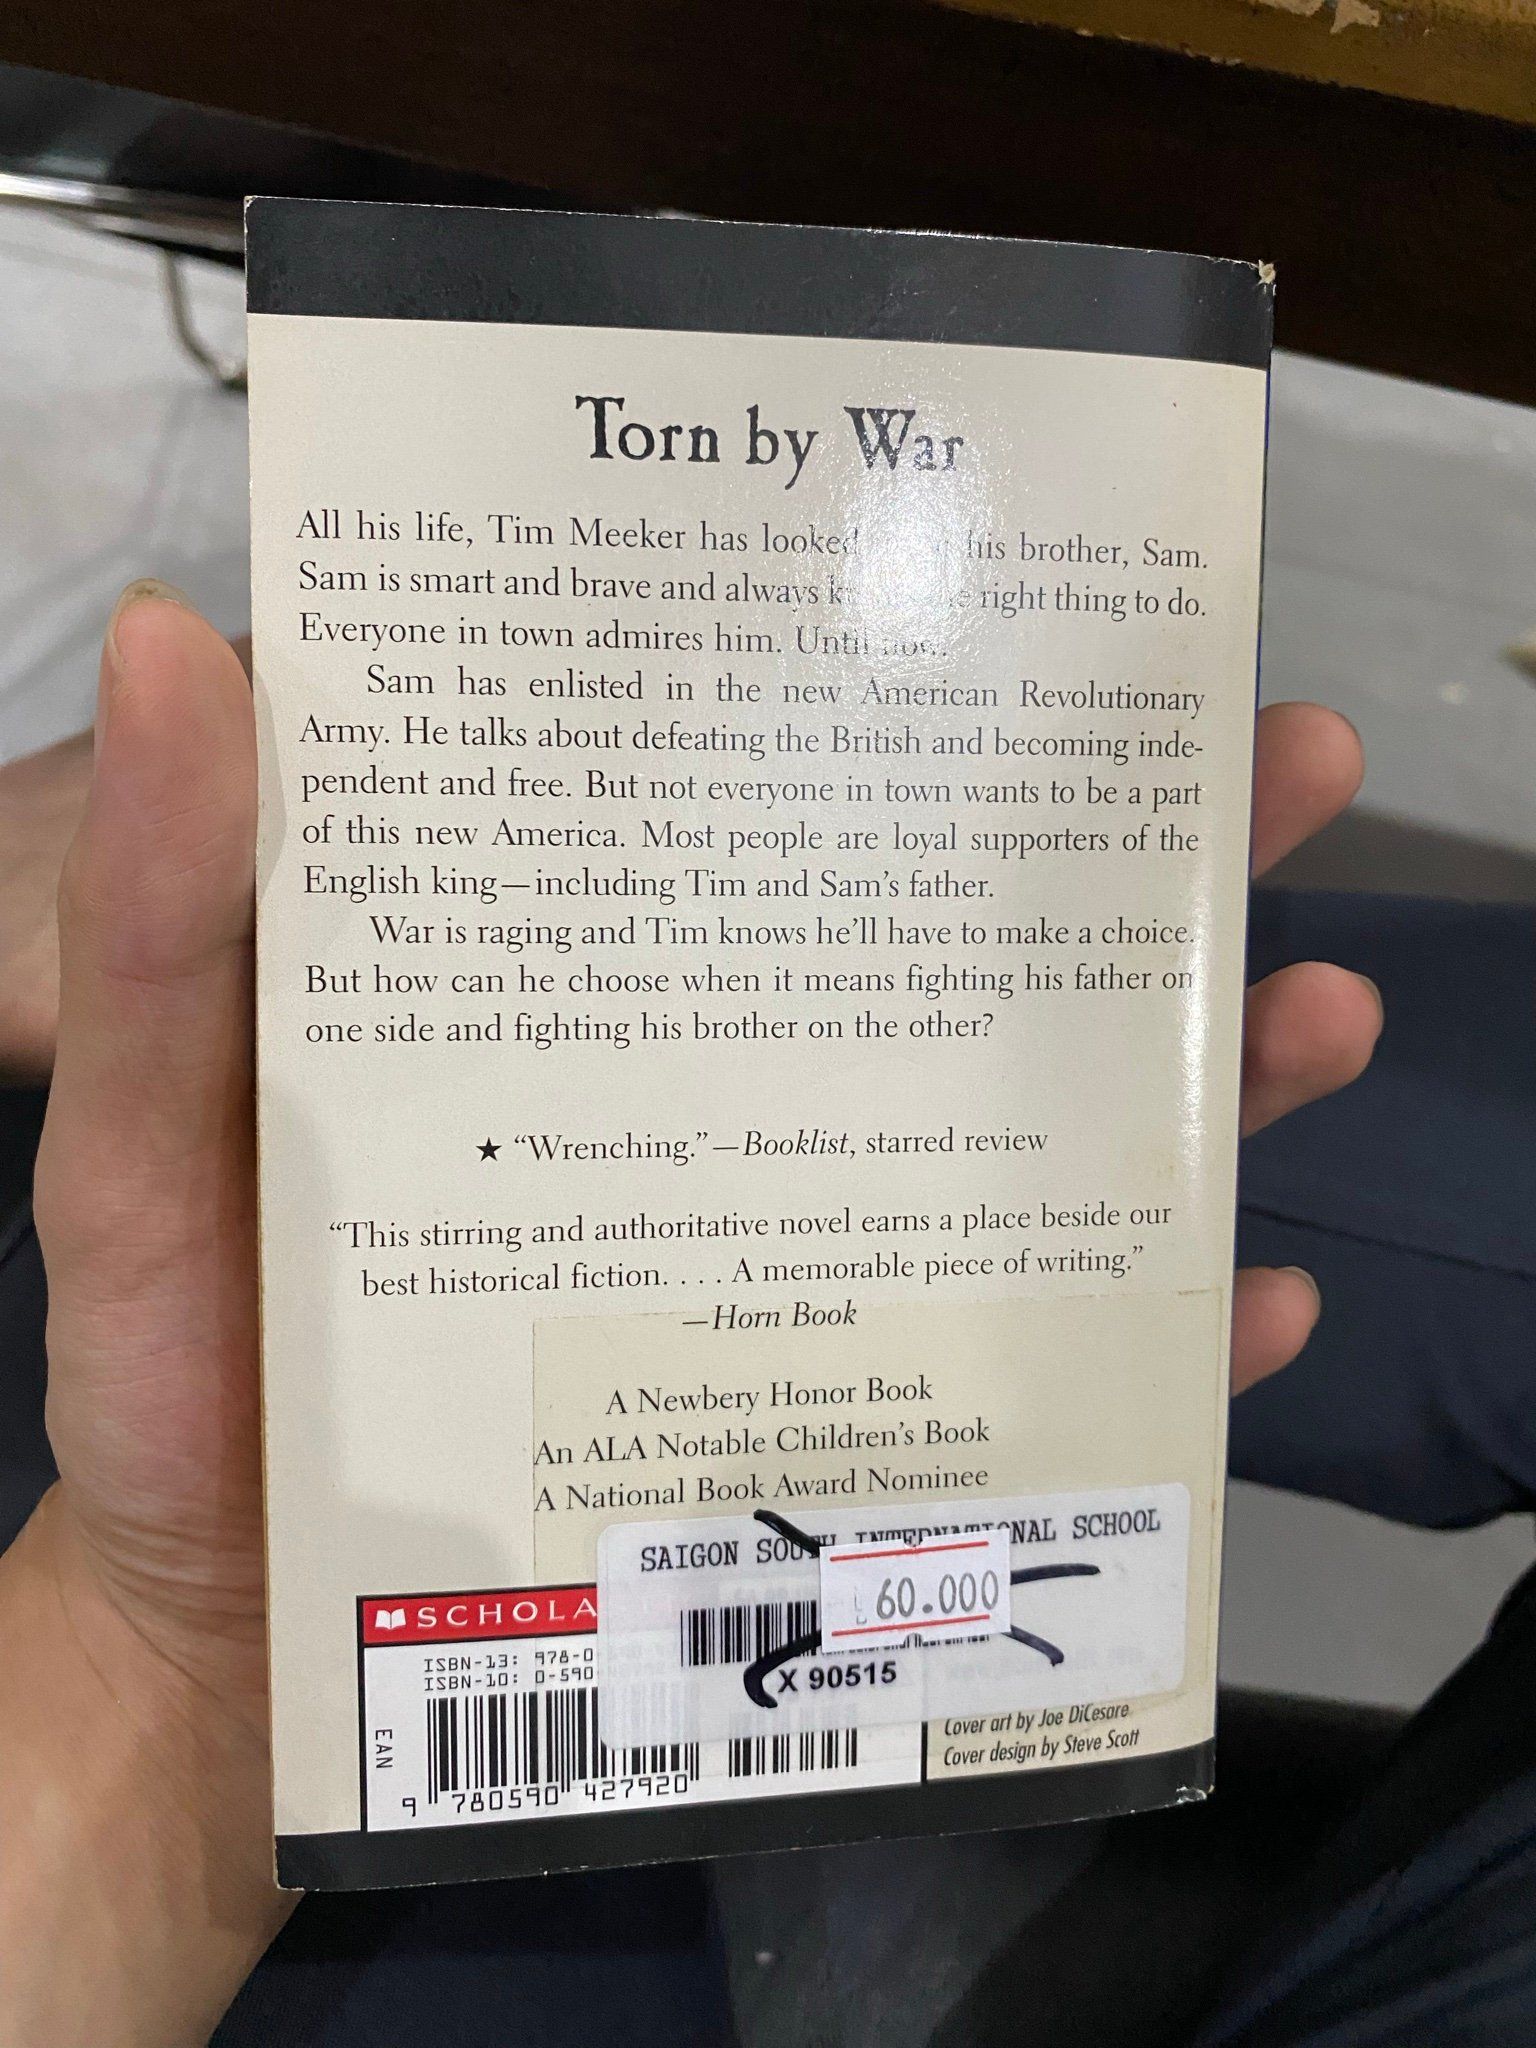 Torn by War
All his life, Tim Meeker has looked his brother, Sam.
Sam is smart and brave and always right thing to do.
Everyone in town admires him. Until now.
Sam has enlisted in the new American Revolutionary
Army. He talks about defeating the British and becoming inde-
pendent and free. But not everyone in town wants to be a part
of this new America. Most people are loyal supporters of the
English king—including Tim and Sam's father.
War is raging and Tim knows he'll have to make a choice.
But how can he choose when it means fighting his father on
one side and fighting his brother on the other?
★ "Wrenching."—Booklist, starred review
"This stirring and authoritative novel earns a place beside our
best historical fiction. . . . A memorable piece of writing."
—Horn Book
A Newbery Honor Book
An ALA Notable Children's Book
A National Book Award Nominee
SAIGON SOUTH INTERNATIONAL SCHOOL
60.000
X 90515
SCHOLA
ISBN-13: 978-0
ISBN-10: 0-590
EAN
9 780590 427920
Cover art by Joe DiCesare
Cover design by Steve Scott